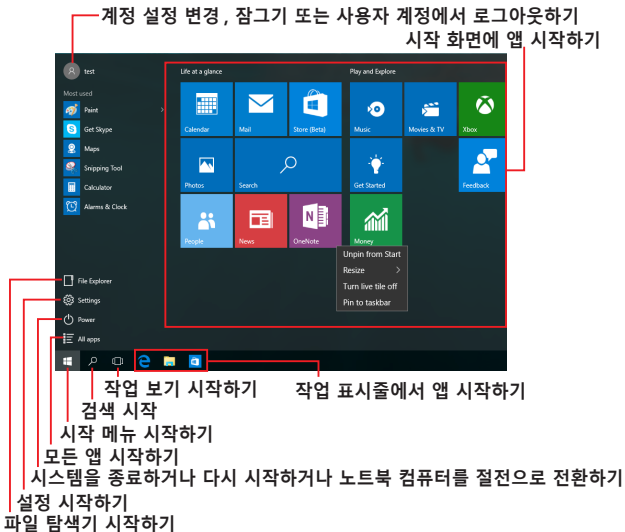 계정 설정 변경, 잠그기 또는 사용자 계정에서 로그아웃하기
시작 화면에 앱 시작하기
test
Life at a glance
Play and Explore
Most used
Paint
Get Skype
Maps
Snipping Tool
Calculator
Alarms & Clock
Calendar
Mail
Store (Beta)
Music
Movies & TV
Xbox
Photos
Search
Get Started
Feedback
People
News
OneNote
Money
Unpin from Start
Resize
Turn live tile off
Pin to taskbar
File Explorer
Settings
Power
All apps
작업 보기 시작하기
작업 표시줄에서 앱 시작하기
검색 시작
시작 메뉴 시작하기
모든 앱 시작하기
시스템을 종료하거나 다시 시작하거나 노트북 컴퓨터를 절전으로 전환하기
설정 시작하기
파일 탐색기 시작하기